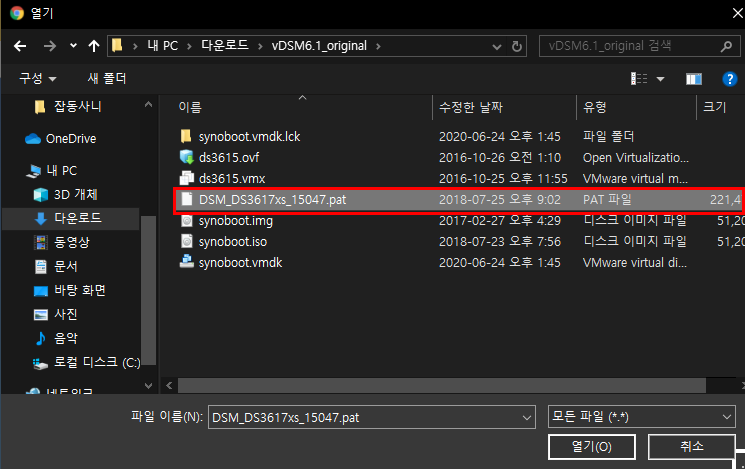 열기
내 PC > 다운로드 > vDSM6.1_original >
vDSM6.1_original 검색
구성
새 폴더
잡동사니
OneDrive
내 PC
3D 개체
다운로드
동영상
문서
바탕 화면
사진
음악
로컬 디스크 (C:)
네트워크
이름 수정한 날짜 유형 크기
synoboot.vmdk.lck 2020-06-24 오후 1:45 파일 폴더
ds3615.ovf 2016-10-26 오전 1:10 Open Virtualizatio...
ds3615.vmx 2016-10-25 오후 11:55 VMware virtual m...
DSM_DS3617xs_15047.pat 2018-07-25 오후 9:02 PAT 파일 221,4
synoboot.img 2017-02-27 오후 4:29 디스크 이미지 파일 51,20
synoboot.iso 2018-07-23 오후 7:56 디스크 이미지 파일 51,20
synoboot.vmdk 2020-06-24 오후 1:45 VMware virtual di...
파일 이름(N): DSM_DS3617xs_15047.pat 모든 파일 (*.*)
열기(O) 취소